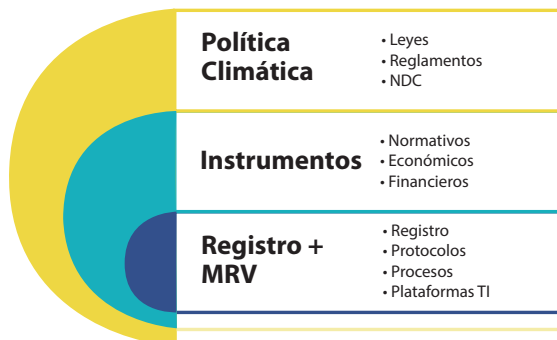 Política
Climática
• Leyes
• Reglamentos
• NDC
Instrumentos
• Normativos
• Económicos
• Financieros
Registro +
MRV
• Registro
• Protocolos
• Procesos
• Plataformas TI